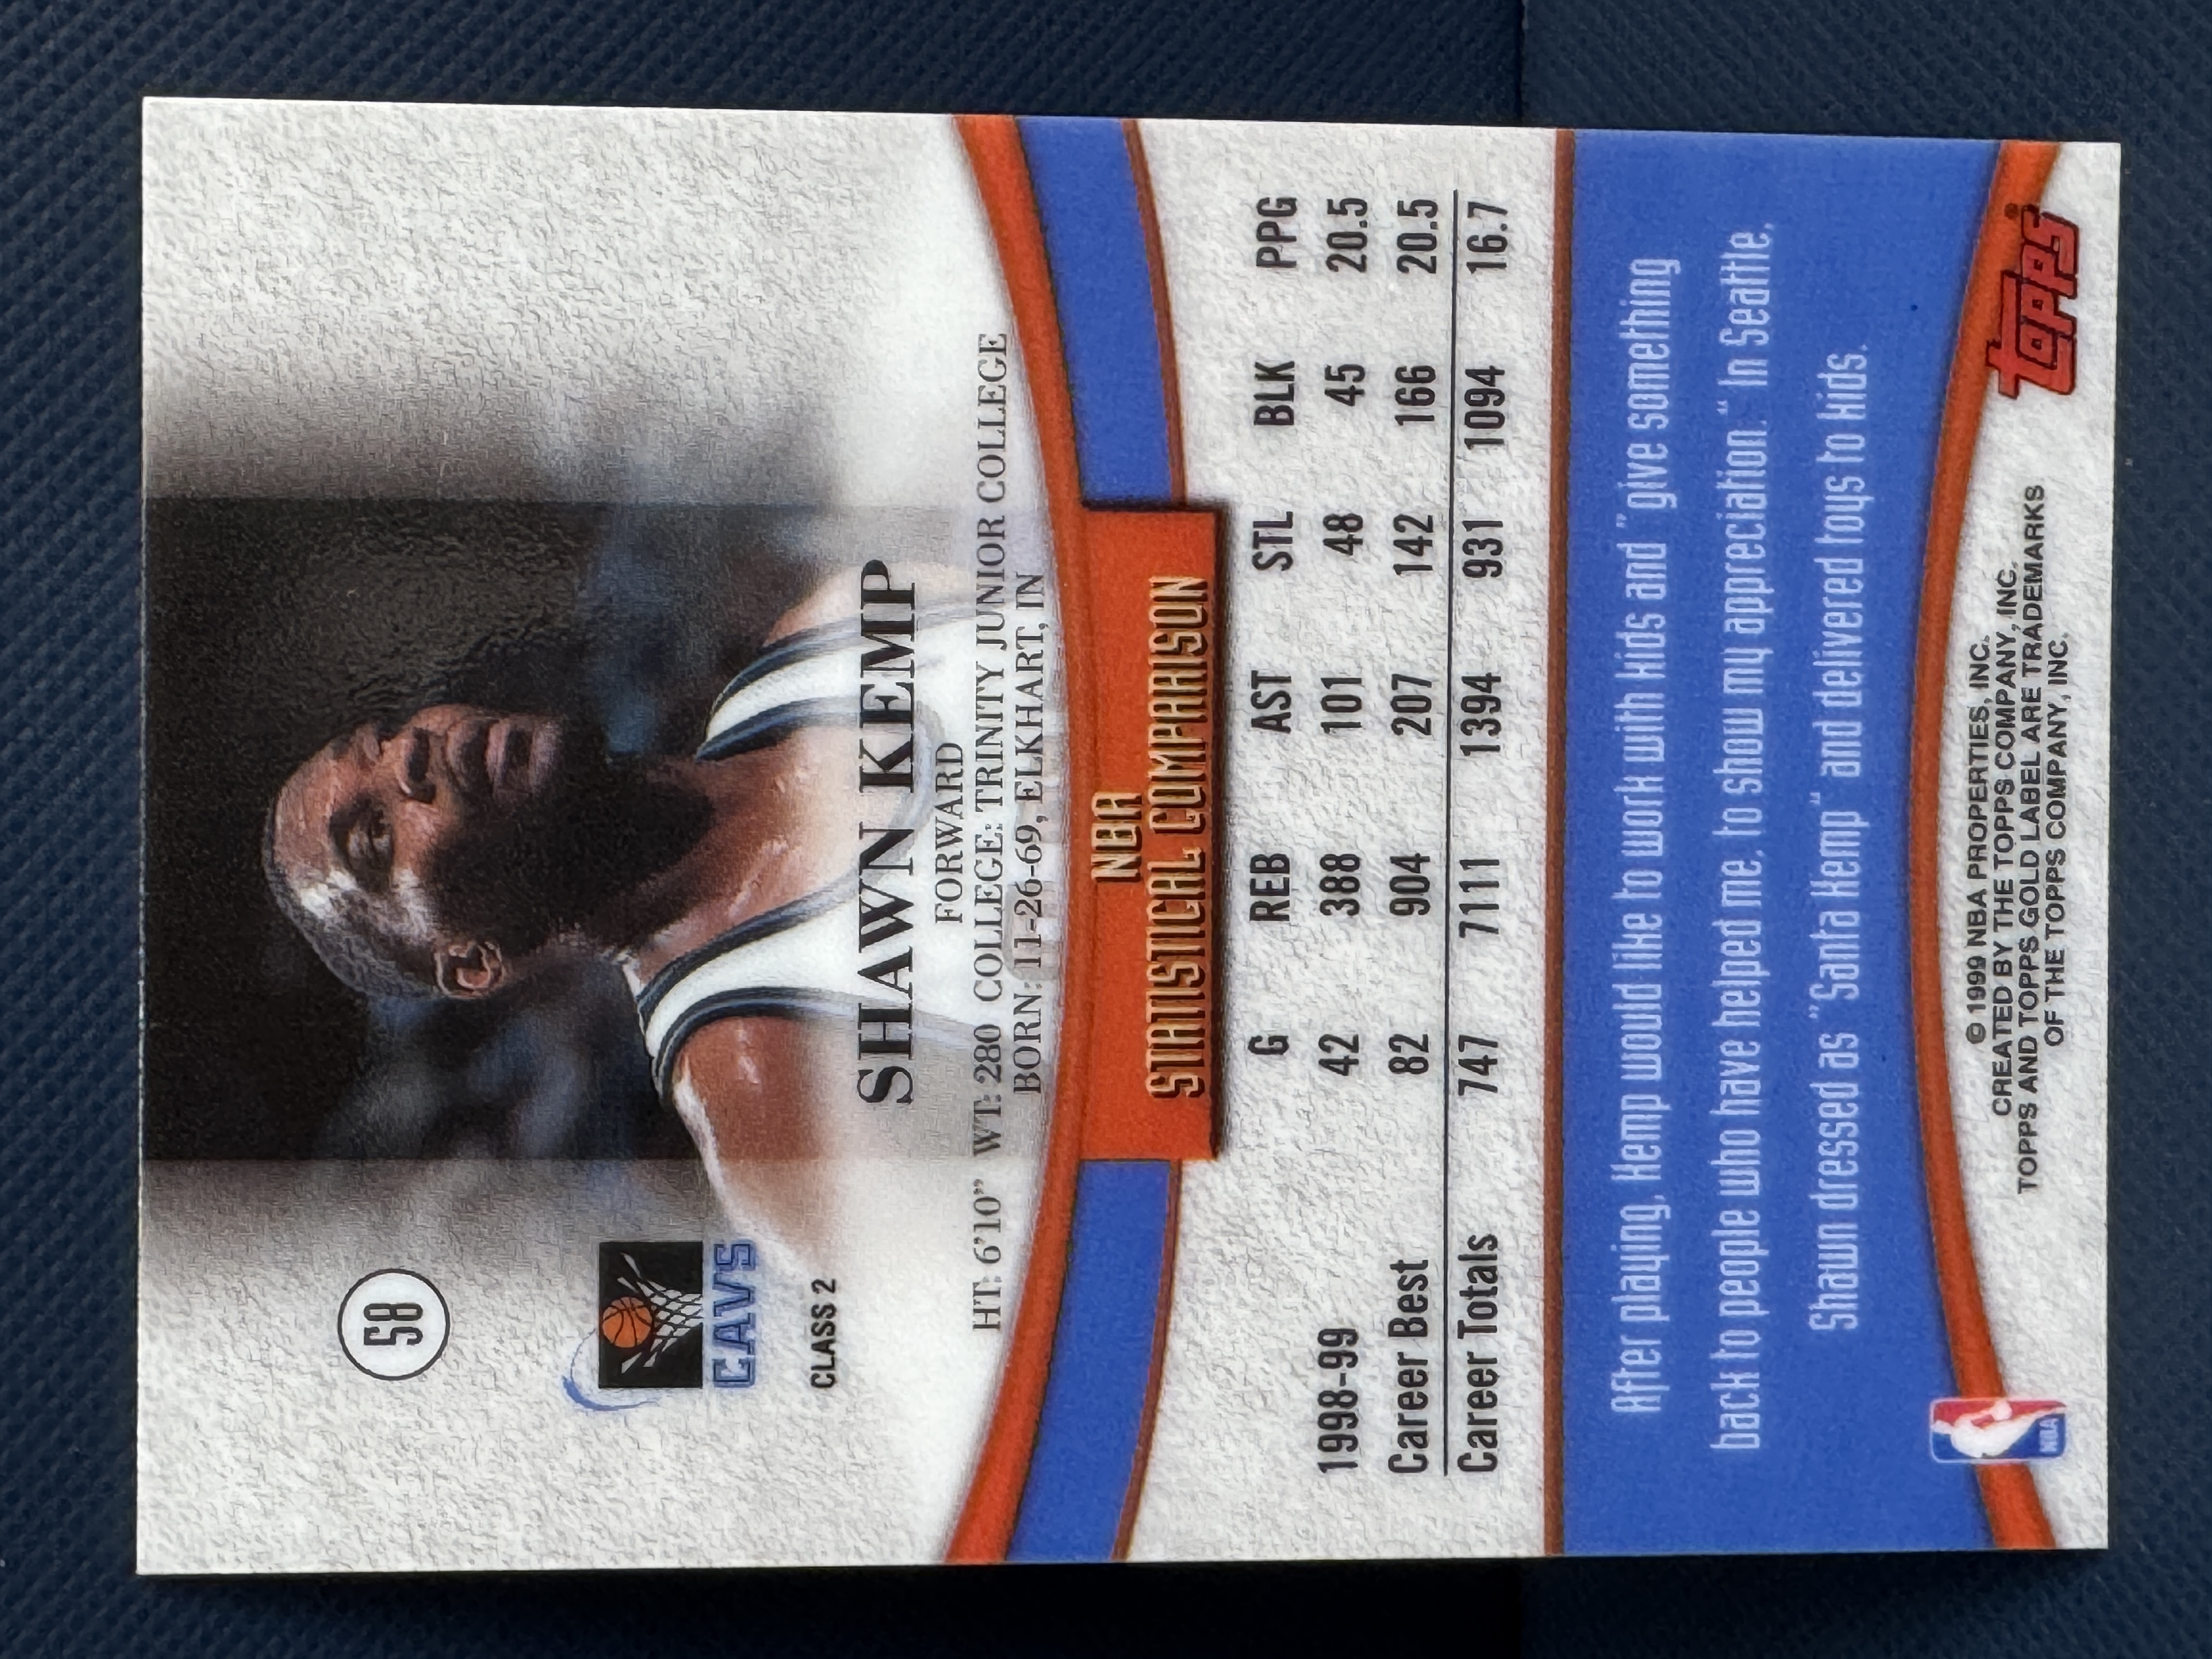 58
CAVS
CLASS 2
SHAWN KEMP
FORWARD
HT: 6'10" WT: 280 COLLEGE: TRINITY JUNIOR COLLEGE
BORN: 11-26-69, ELKHART, IN
NBA
STATISTICAL COMPARISON
G REB AST STL BLK PPG
1998-99 42 388 101 48 45 20.5
Career Best 82 904 207 142 166 20.5
Career Totals 747 7111 1394 931 1094 16.7
After playing, Kemp would like to work with kids and "give something
back to people who have helped me, to show my appreciation." In Seattle,
Shawn dressed as "Santa Kemp" and delivered toys to kids.
NBA
© 1999 NBA PROPERTIES, INC.
CREATED BY THE TOPPS COMPANY, INC.
TOPPS AND TOPPS GOLD LABEL ARE TRADEMARKS
OF THE TOPPS COMPANY, INC.
topps®